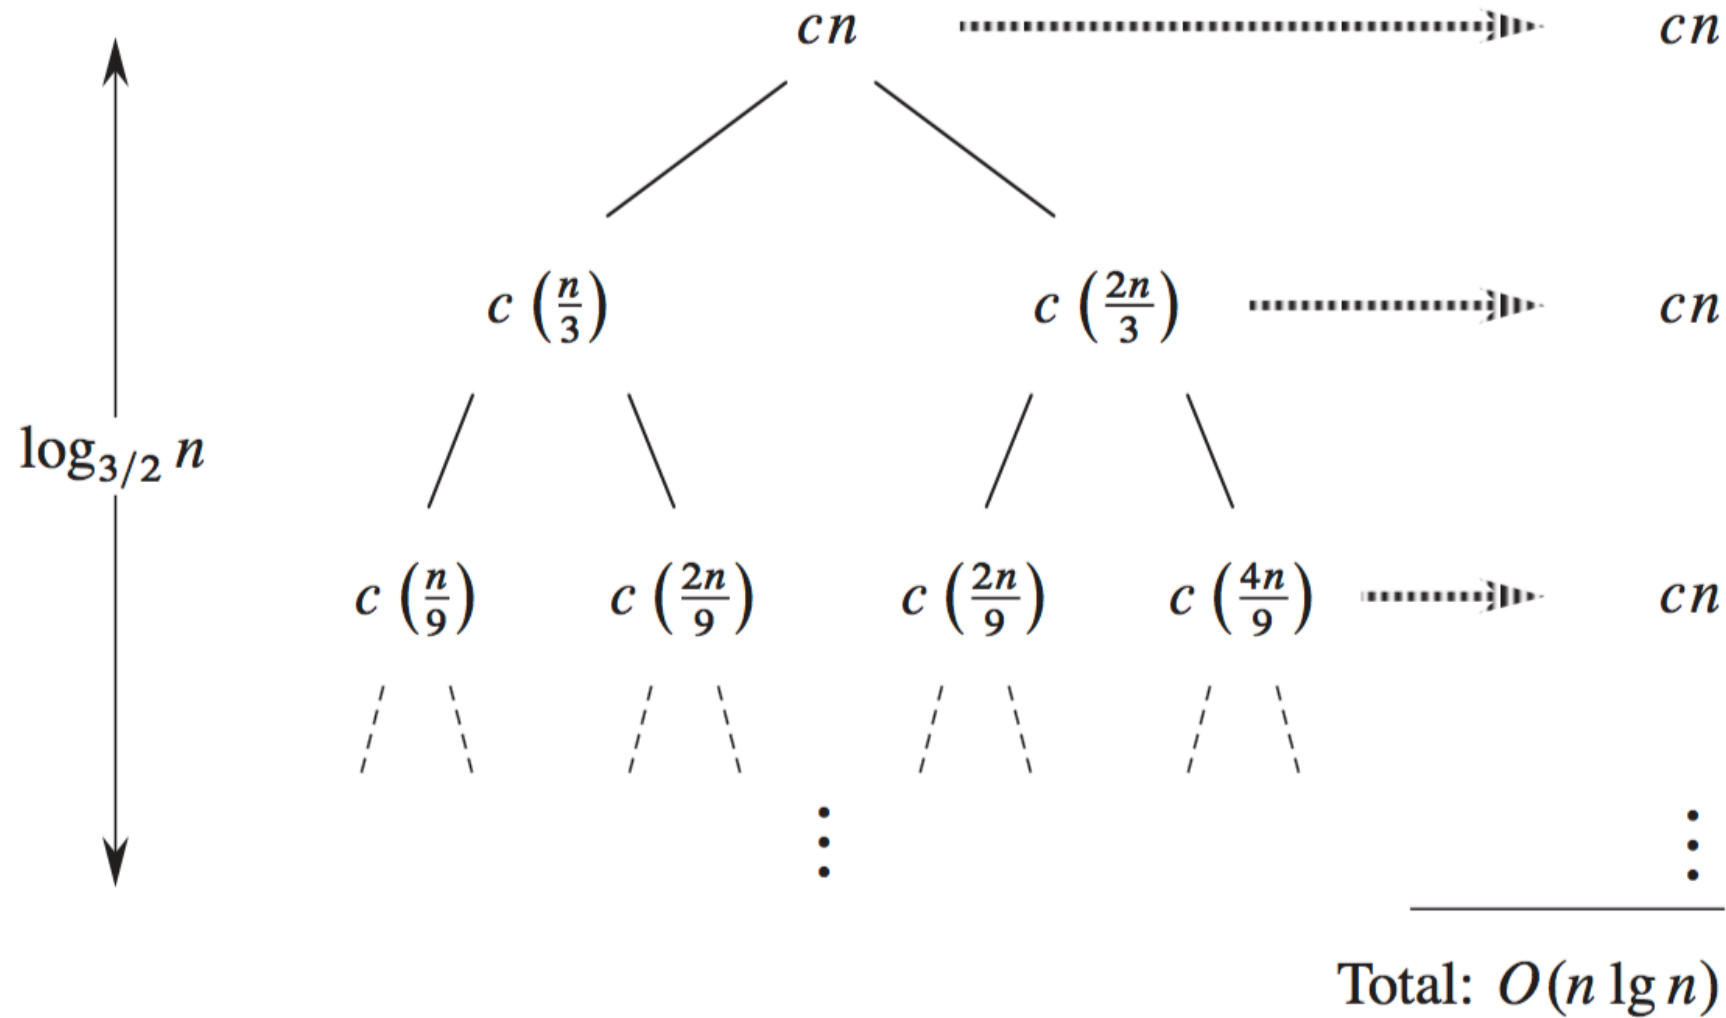 cn cn
c (n/3) c (2n/3) cn
log_{3/2} n
c (n/9) c (2n/9) c (2n/9) c (4n/9) cn
Total: O(n lg n)